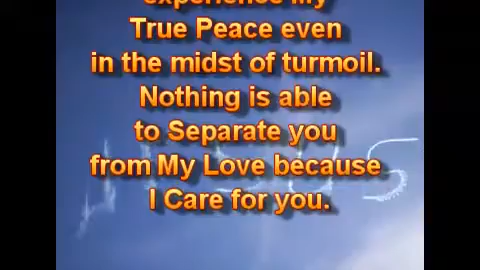 experience My
True Peace even
in the midst of turmoil.
Nothing is able
to Separate you
from My Love because
I Care for you.